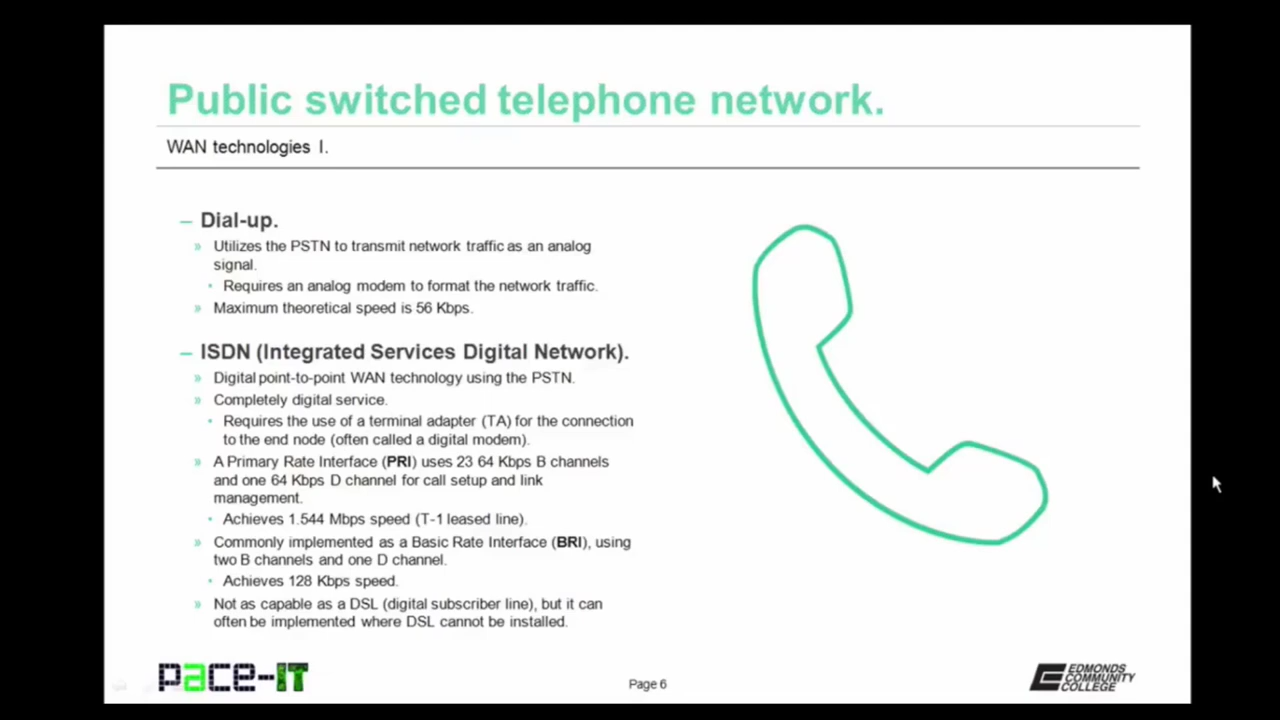 Public switched telephone network.
WAN technologies I.
– Dial-up.
» Utilizes the PSTN to transmit network traffic as an analog
signal.
• Requires an analog modem to format the network traffic.
» Maximum theoretical speed is 56 Kbps.
– ISDN (Integrated Services Digital Network).
» Digital point-to-point WAN technology using the PSTN.
» Completely digital service.
• Requires the use of a terminal adapter (TA) for the connection
to the end node (often called a digital modem).
» A Primary Rate Interface (PRI) uses 23 64 Kbps B channels
and one 64 Kbps D channel for call setup and link
management.
• Achieves 1.544 Mbps speed (T-1 leased line).
» Commonly implemented as a Basic Rate Interface (BRI), using
two B channels and one D channel.
• Achieves 128 Kbps speed.
» Not as capable as a DSL (digital subscriber line), but it can
often be implemented where DSL cannot be installed.
pace-IT
Page 6
EDMONDS
COMMUNITY
COLLEGE